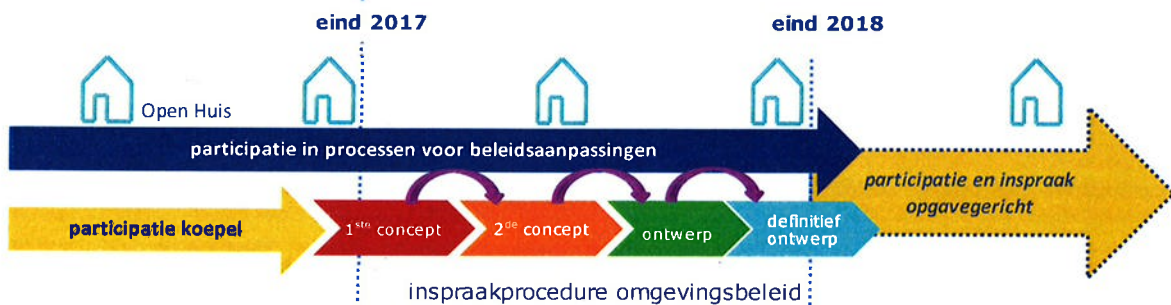 eind 2017
eind 2018
Open Huis
participatie in processen voor beleidsaanpassingen
participatie en inspraak
opgavegericht
participatie koepel
1ste concept
2de concept
ontwerp
definitief
ontwerp
inspraakprocedure omgevingsbeleid